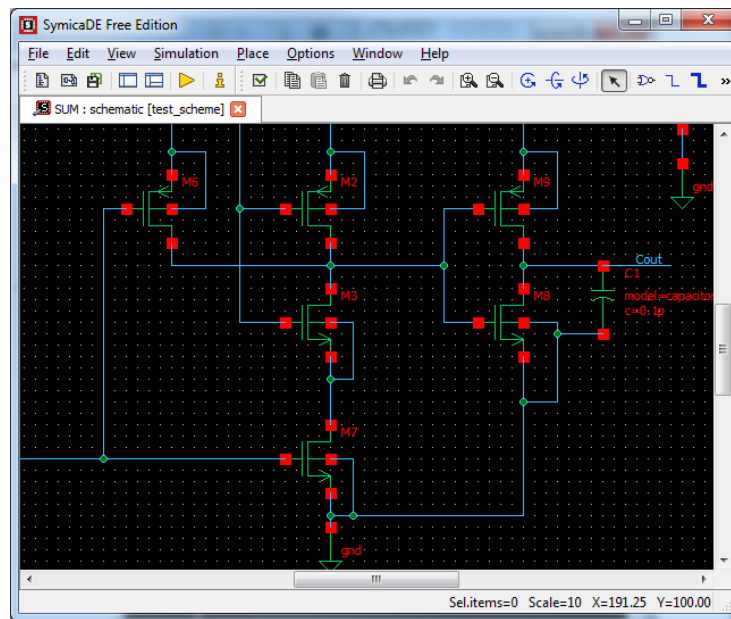 SymicaDE Free Edition
File Edit View Simulation Place Options Window Help
SUM : schematic [test_scheme]
M6
M2
M9
gnd
Cout
C1
M3
M8
model=capacitor
c=0.1p
M7
gnd
Sel.items=0 Scale=10 X=191.25 Y=100.00